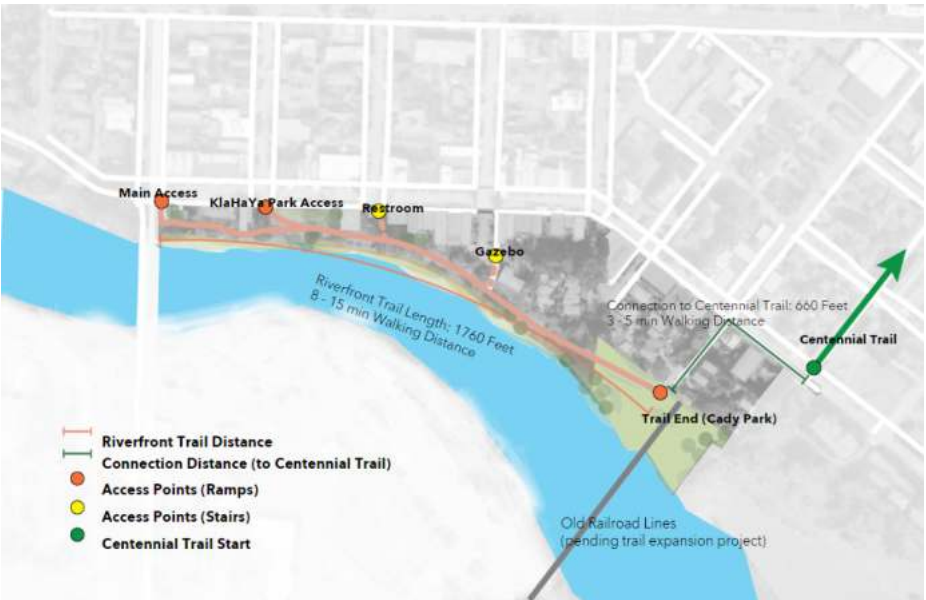 Main Access
KlaHaYa Park Access
Restroom
Gazebo
Riverfront Trail Length: 1760 Feet
8 - 15 min Walking Distance
Connection to Centennial Trail: 660 Feet
3 - 5 min Walking Distance
Centennial Trail
Trail End (Cady Park)
Riverfront Trail Distance
Connection Distance (to Centennial Trail)
Access Points (Ramps)
Access Points (Stairs)
Centennial Trail Start
Old Railroad Lines
(pending trail expansion project)